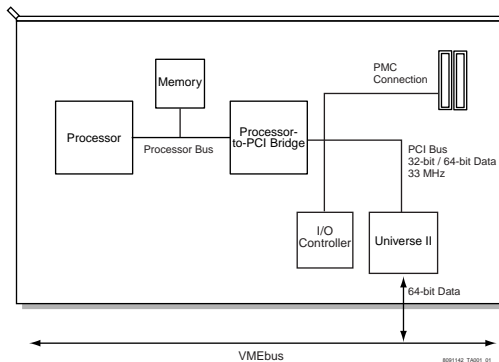 PMC
Connection
Memory
Processor
Processor-
to-PCI Bridge
Processor Bus
PCI Bus
32-bit / 64-bit Data
33 MHz
I/O
Controller
Universe II
64-bit Data
VMEbus
8091142_TA001_01